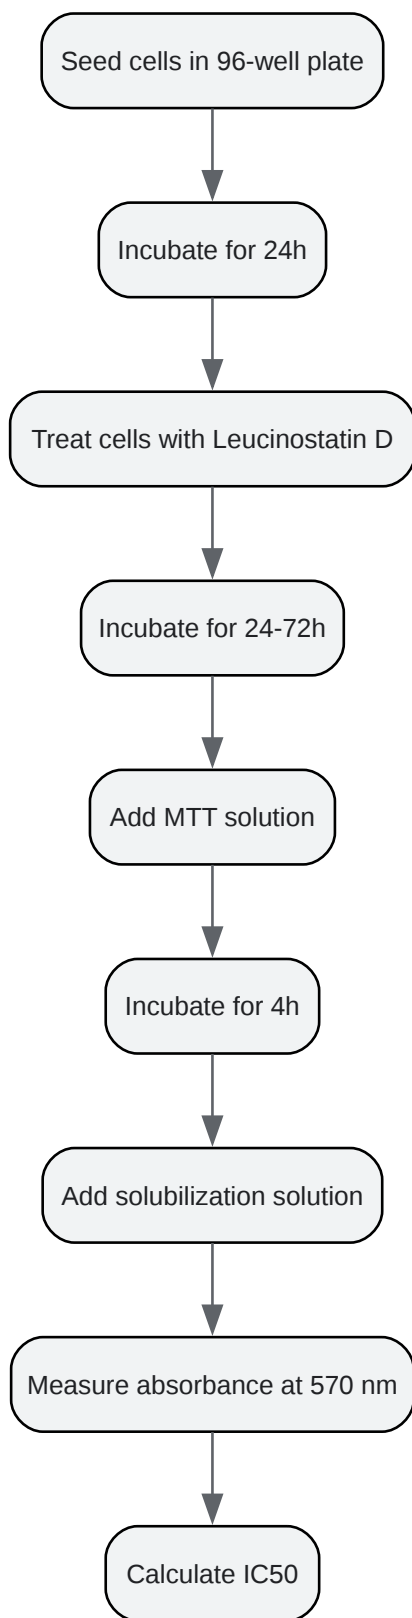 Seed cells in 96-well plate
Incubate for 24h
Treat cells with Leucinostatin D
Incubate for 24-72h
Add MTT solution
Incubate for 4h
Add solubilization solution
Measure absorbance at 570 nm
Calculate IC50